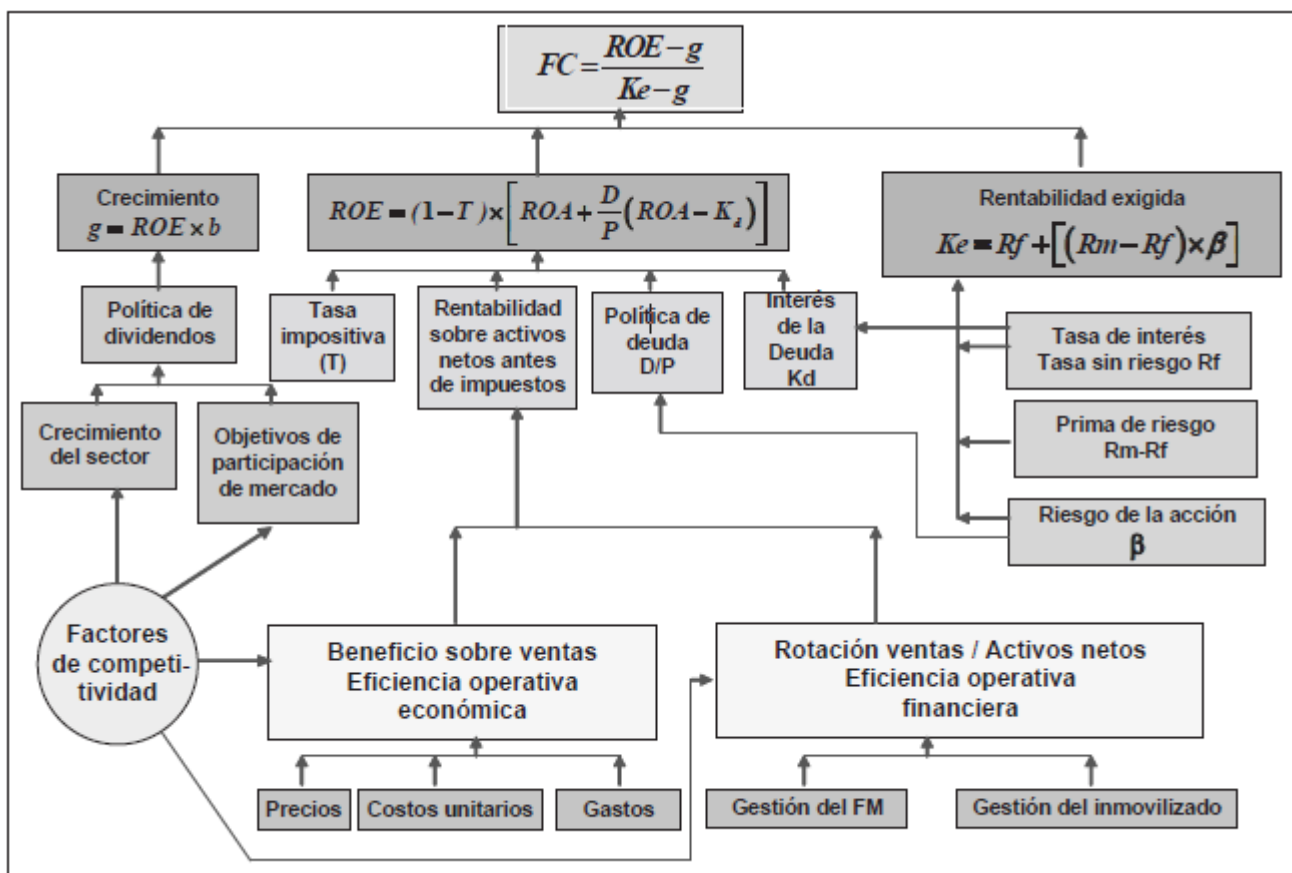 FC = (ROE – g) / (Ke – g)
Crecimiento
g = ROE × b
ROE = (1–T) × [ROA + D/P (ROA – K_d)]
Rentabilidad exigida
Ke = Rf + [(Rm – Rf) × β]
Política de
dividendos
Tasa
impositiva
(T)
Rentabilidad
sobre activos
netos antes
de impuestos
Política de
deuda
D/P
Interés
de la
Deuda
Kd
Tasa de interés
Tasa sin riesgo Rf
Prima de riesgo
Rm-Rf
Riesgo de la acción
β
Crecimiento
del sector
Objetivos de
participación
de mercado
Factores
de competi-
tividad
Beneficio sobre ventas
Eficiencia operativa
económica
Rotación ventas / Activos netos
Eficiencia operativa
financiera
Precios
Costos unitarios
Gastos
Gestión del FM
Gestión del inmovilizado